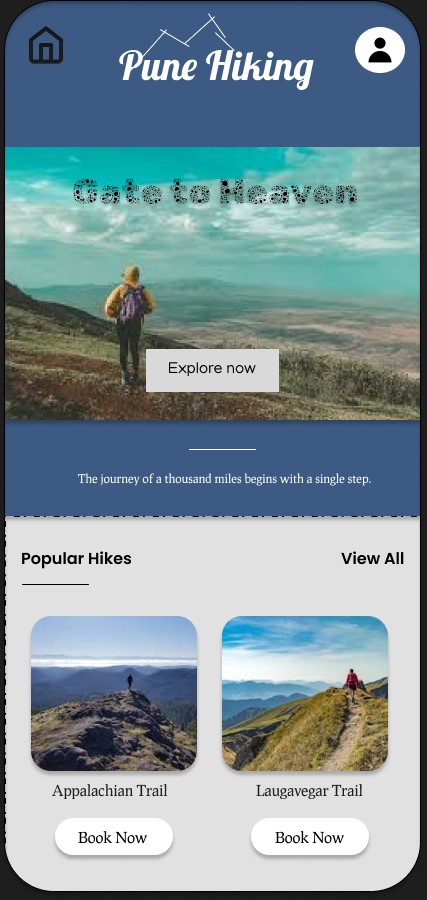 Pune Hiking
Gate to Heaven
Explore now
The journey of a thousand miles begins with a single step.
Popular Hikes
View All
Appalachian Trail
Laugavegar Trail
Book Now
Book Now